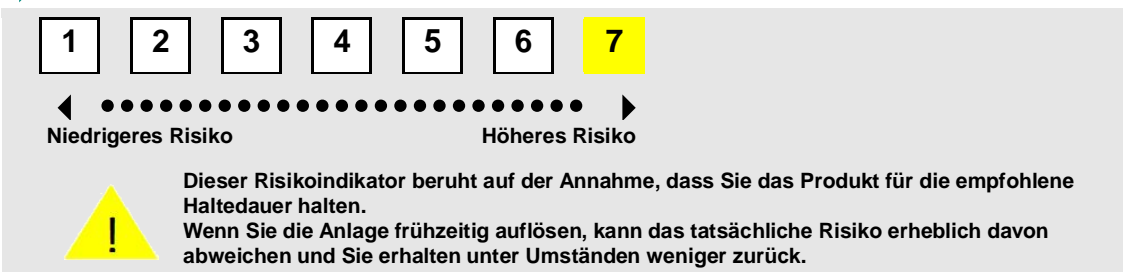 1 2 3 4 5 6 7
Niedrigeres Risiko Höheres Risiko
Dieser Risikoindikator beruht auf der Annahme, dass Sie das Produkt für die empfohlene
Haltedauer halten.
! Wenn Sie die Anlage frühzeitig auflösen, kann das tatsächliche Risiko erheblich davon
abweichen und Sie erhalten unter Umständen weniger zurück.